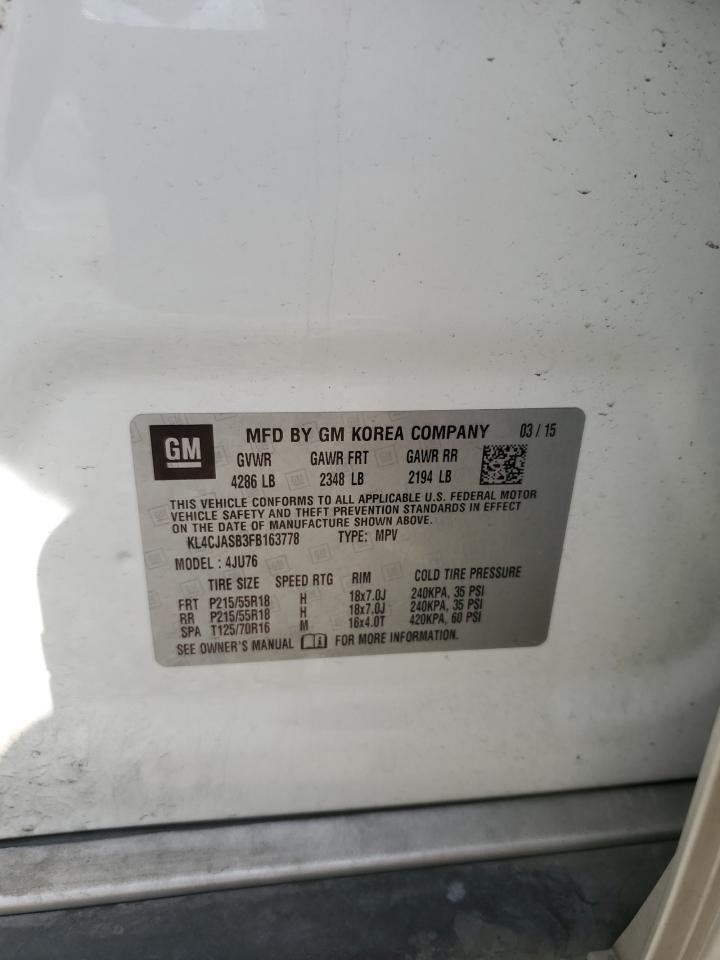 GM MFD BY GM KOREA COMPANY 03 / 15
GVWR GAWR FRT GAWR RR
4286 LB 2348 LB 2194 LB
THIS VEHICLE CONFORMS TO ALL APPLICABLE U.S. FEDERAL MOTOR
VEHICLE SAFETY AND THEFT PREVENTION STANDARDS IN EFFECT
ON THE DATE OF MANUFACTURE SHOWN ABOVE.
KL4CJASB3FB163778 TYPE: MPV
MODEL : 4JU76
TIRE SIZE SPEED RTG RIM COLD TIRE PRESSURE
FRT P215/55R18 H 18x7.0J 240KPA, 35 PSI
RR P215/55R18 H 18x7.0J 240KPA, 35 PSI
SPA T125/70R16 M 16x4.0T 420KPA, 60 PSI
SEE OWNER'S MANUAL FOR MORE INFORMATION.